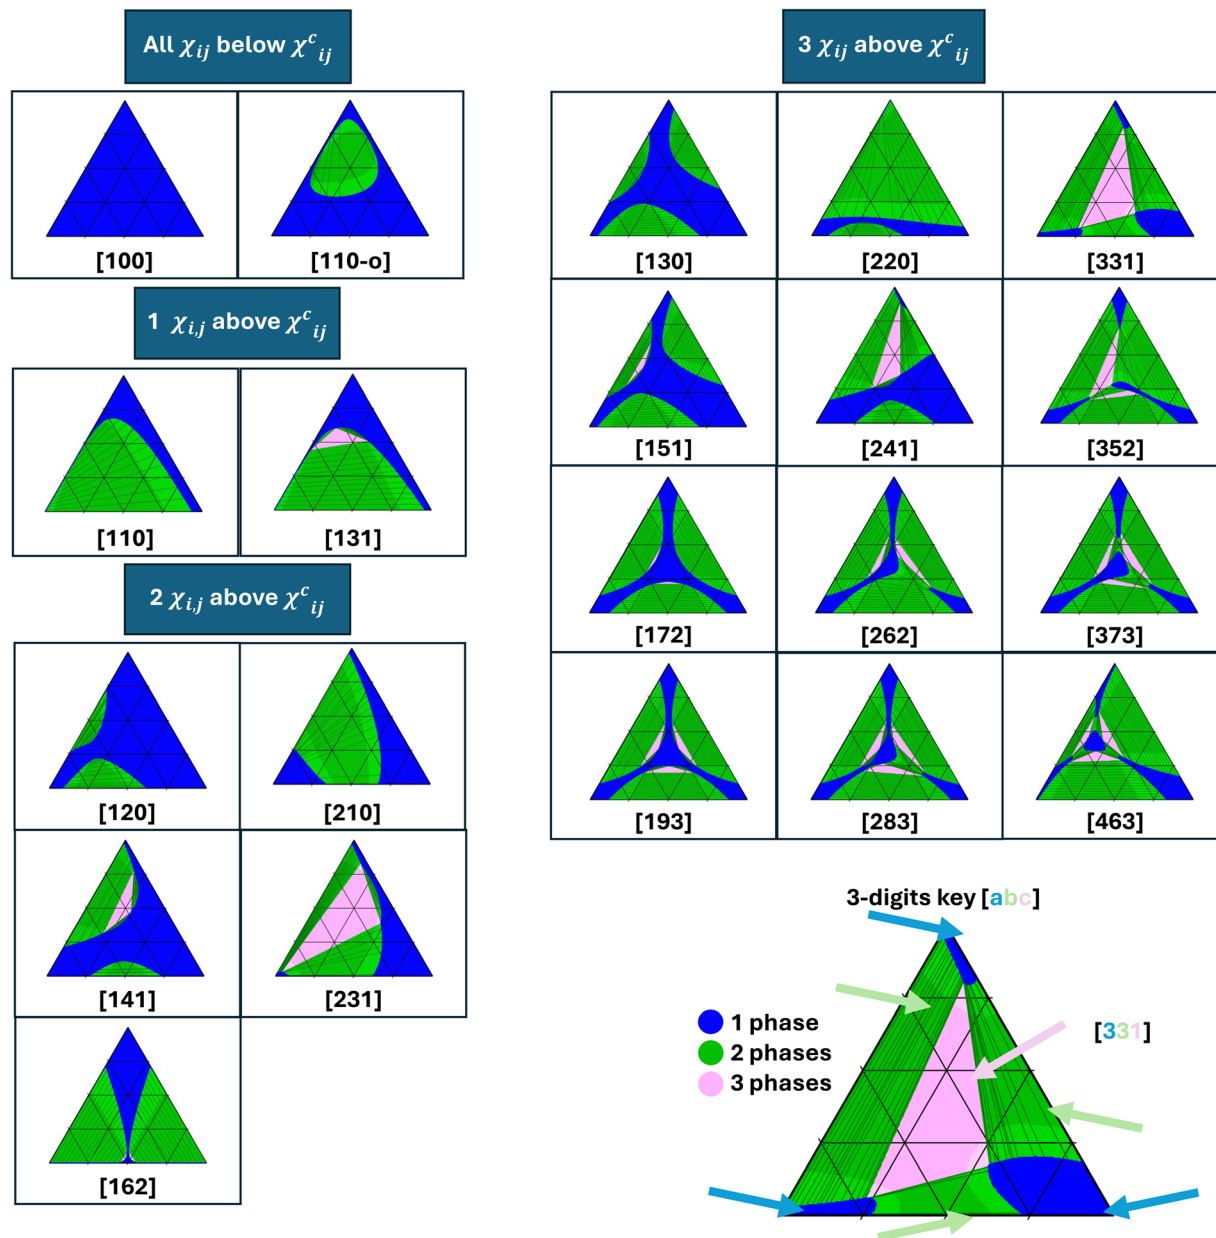 All χᵢⱼ below χᶜᵢⱼ
[100]
[110-o]
1 χᵢ,ⱼ above χᶜᵢⱼ
[110]
[131]
2 χᵢ,ⱼ above χᶜᵢⱼ
[120]
[210]
[141]
[231]
[162]
3 χᵢⱼ above χᶜᵢⱼ
[130]
[220]
[331]
[151]
[241]
[352]
[172]
[262]
[373]
[193]
[283]
[463]
3-digits key [abc]
1 phase
2 phases
3 phases
[331]